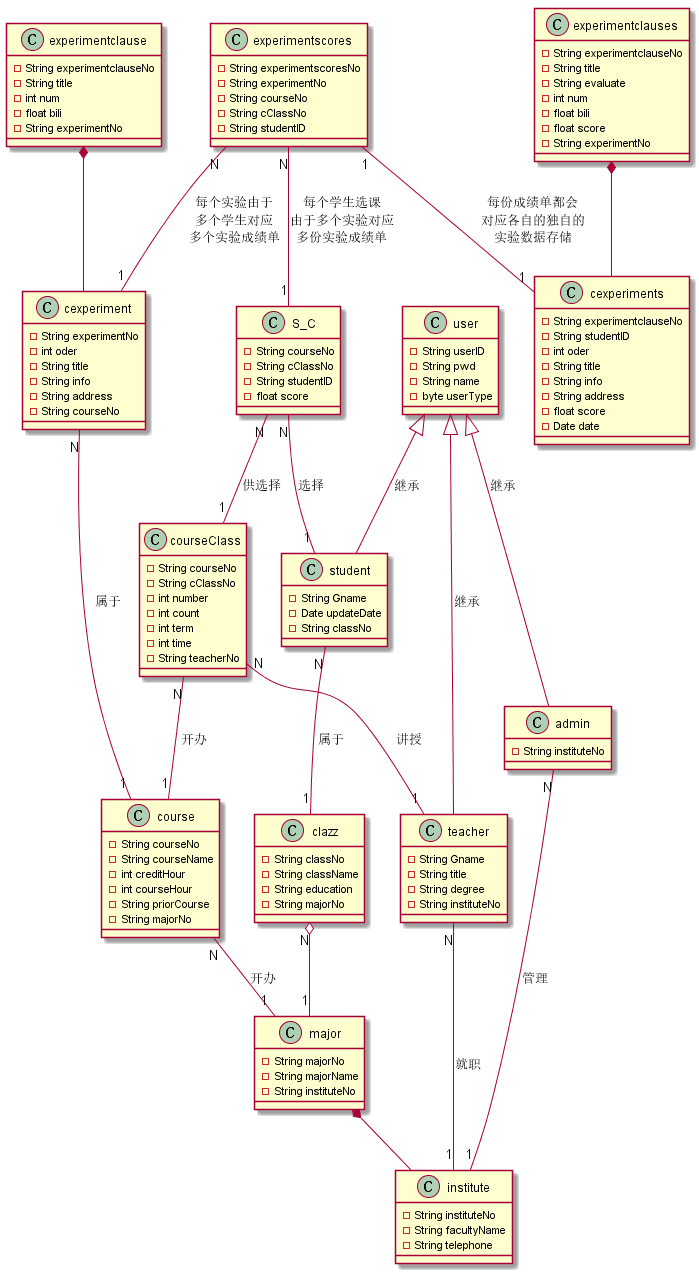 C experimentclause
String experimentclauseNo
String title
int num
float bili
String experimentNo
C experimentscores
String experimentscoresNo
String experimentNo
String courseNo
String cClassNo
String studentID
C experimentclauses
String experimentclauseNo
String title
String evaluate
int num
float bili
float score
String experimentNo
N
N
1
每个实验由于
多个学生对应
多个实验成绩单
每个学生选课
由于多个实验对应
多份实验成绩单
每份成绩单都会
对应各自的独自的
实验数据存储
1
1
1
C cexperiment
String experimentNo
int oder
String title
String info
String address
String courseNo
C S_C
String courseNo
String cClassNo
String studentID
float score
C user
String userID
String pwd
String name
byte userType
C cexperiments
String experimentclauseNo
String studentID
int oder
String title
String info
String address
float score
Date date
N
N
N
供选择
选择
继承
继承
1
1
C courseClass
String courseNo
String cClassNo
int number
int count
int term
int time
String teacherNo
C student
String Gname
Date updateDate
String classNo
属于
继承
N
N
N
C admin
String instituteNo
开办
属于
讲授
N
1
1
1
1
C course
String courseNo
String courseName
int creditHour
int courseHour
String priorCourse
String majorNo
C clazz
String classNo
String className
String education
String majorNo
C teacher
String Gname
String title
String degree
String instituteNo
N
N
N
开办
管理
1
1
C major
String majorNo
String majorName
String instituteNo
就职
1
1
C institute
String instituteNo
String facultyName
String telephone